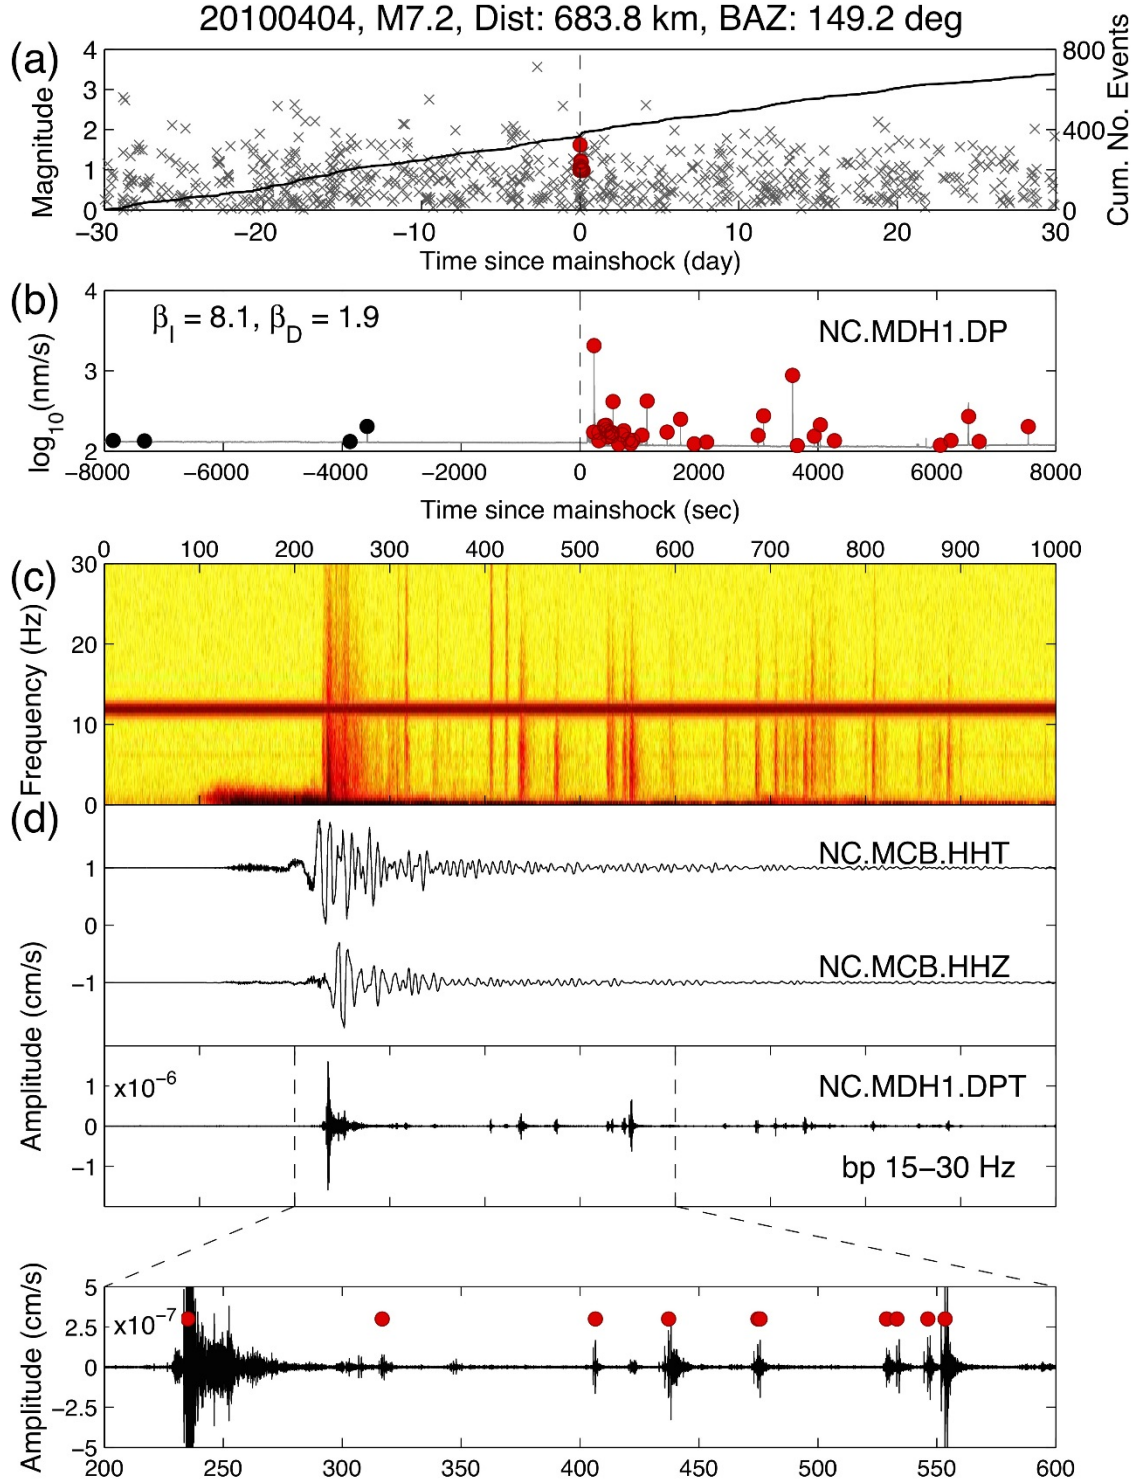 20100404, M7.2, Dist: 683.8 km, BAZ: 149.2 deg
(a)
Magnitude
4
3
2
1
0
800
400
0
Cum. No. Events
−30 −20 −10 0 10 20 30
Time since mainshock (day)
(b)
log10(nm/s)
4
3
2
βI = 8.1, βD = 1.9
NC.MDH1.DP
−8000 −6000 −4000 −2000 0 2000 4000 6000 8000
Time since mainshock (sec)
0 100 200 300 400 500 600 700 800 900 1000
(c)
Frequency (Hz)
30
20
10
0
(d)
Amplitude (cm/s)
1
0
−1
NC.MCB.HHT
NC.MCB.HHZ
Amplitude (cm/s)
x10−6
1
0
−1
NC.MDH1.DPT
bp 15−30 Hz
Amplitude (cm/s)
x10−7
5
2.5
0
−2.5
−5
200 250 300 350 400 450 500 550 600